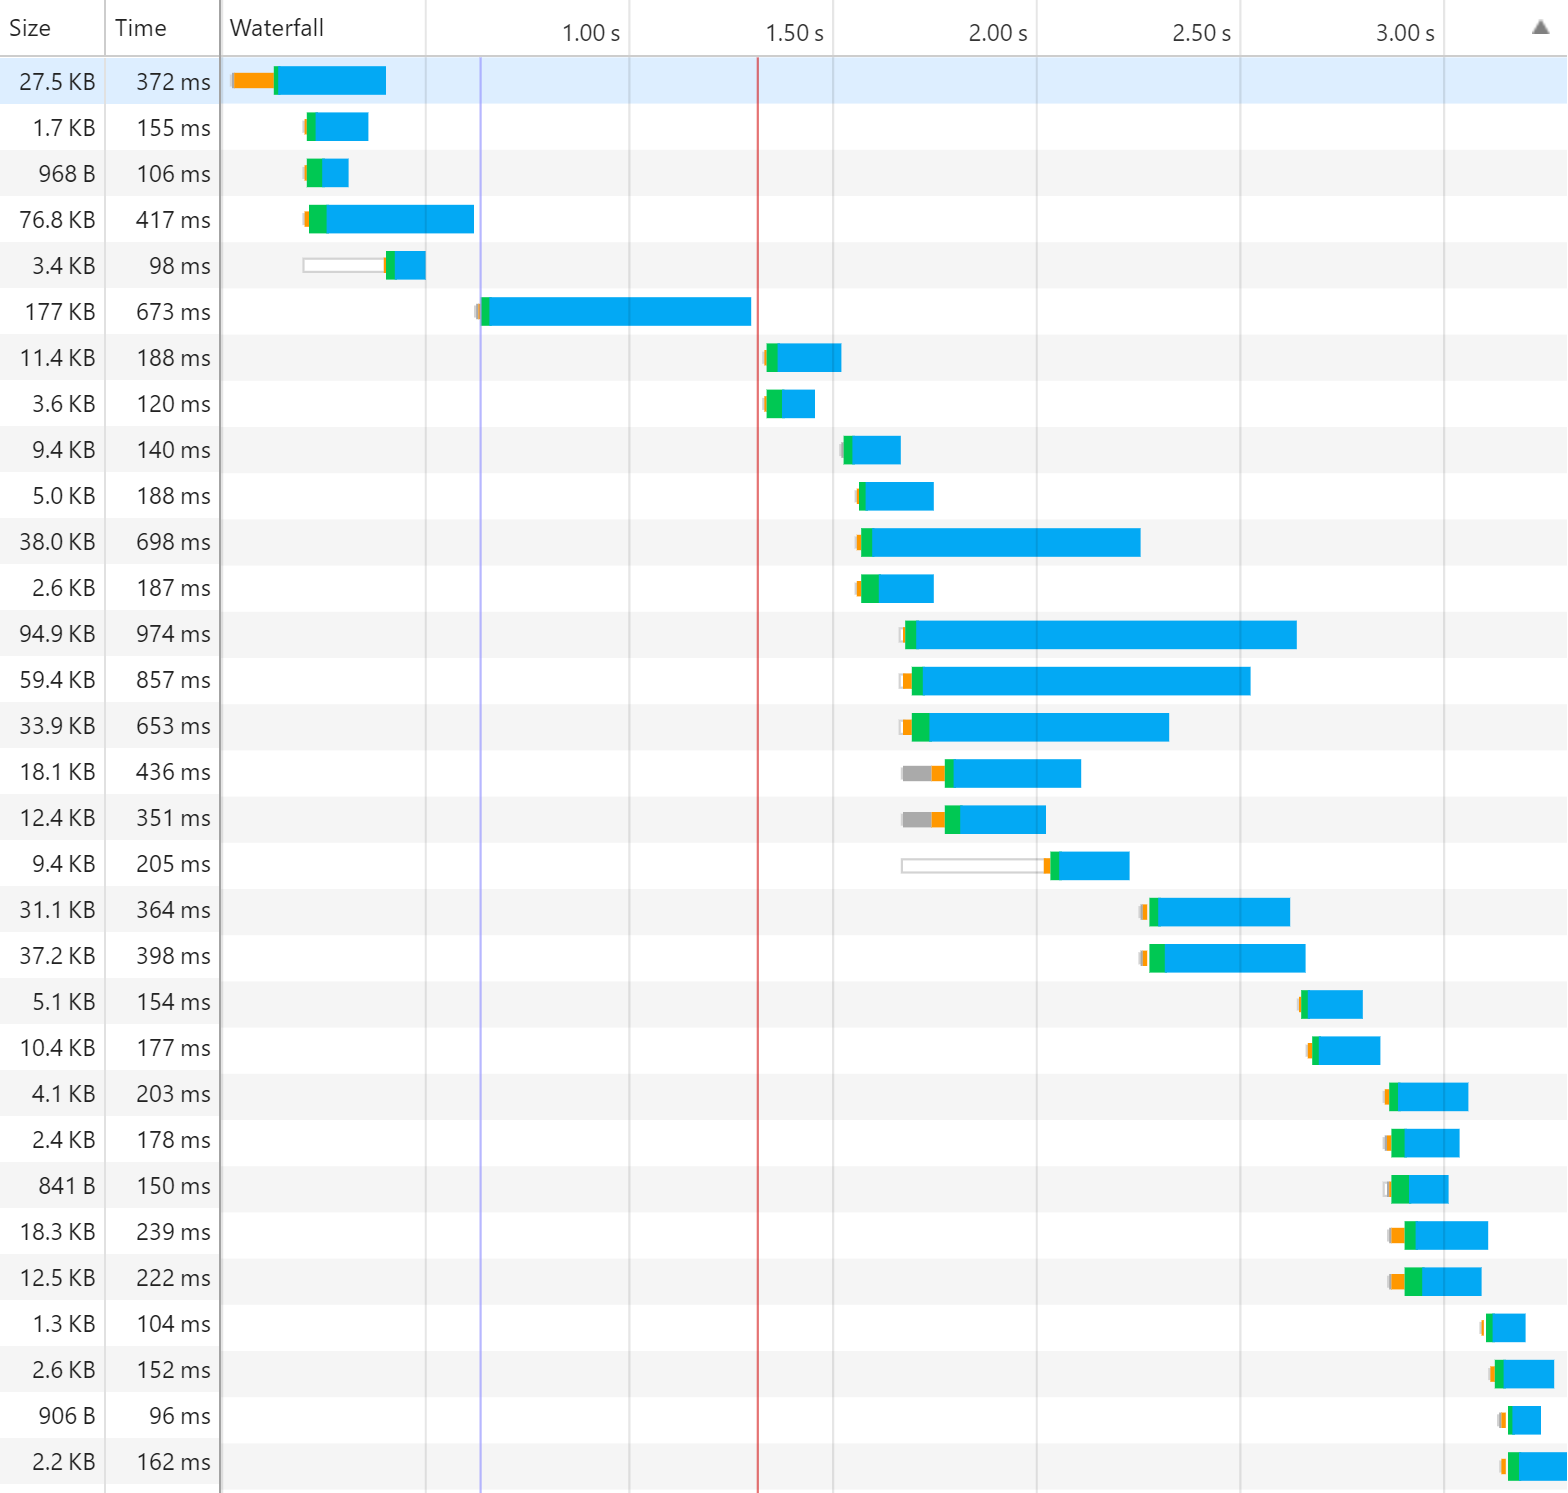 Size Time Waterfall 1.00 s 1.50 s 2.00 s 2.50 s 3.00 s
27.5 KB 372 ms
1.7 KB 155 ms
968 B 106 ms
76.8 KB 417 ms
3.4 KB 98 ms
177 KB 673 ms
11.4 KB 188 ms
3.6 KB 120 ms
9.4 KB 140 ms
5.0 KB 188 ms
38.0 KB 698 ms
2.6 KB 187 ms
94.9 KB 974 ms
59.4 KB 857 ms
33.9 KB 653 ms
18.1 KB 436 ms
12.4 KB 351 ms
9.4 KB 205 ms
31.1 KB 364 ms
37.2 KB 398 ms
5.1 KB 154 ms
10.4 KB 177 ms
4.1 KB 203 ms
2.4 KB 178 ms
841 B 150 ms
18.3 KB 239 ms
12.5 KB 222 ms
1.3 KB 104 ms
2.6 KB 152 ms
906 B 96 ms
2.2 KB 162 ms